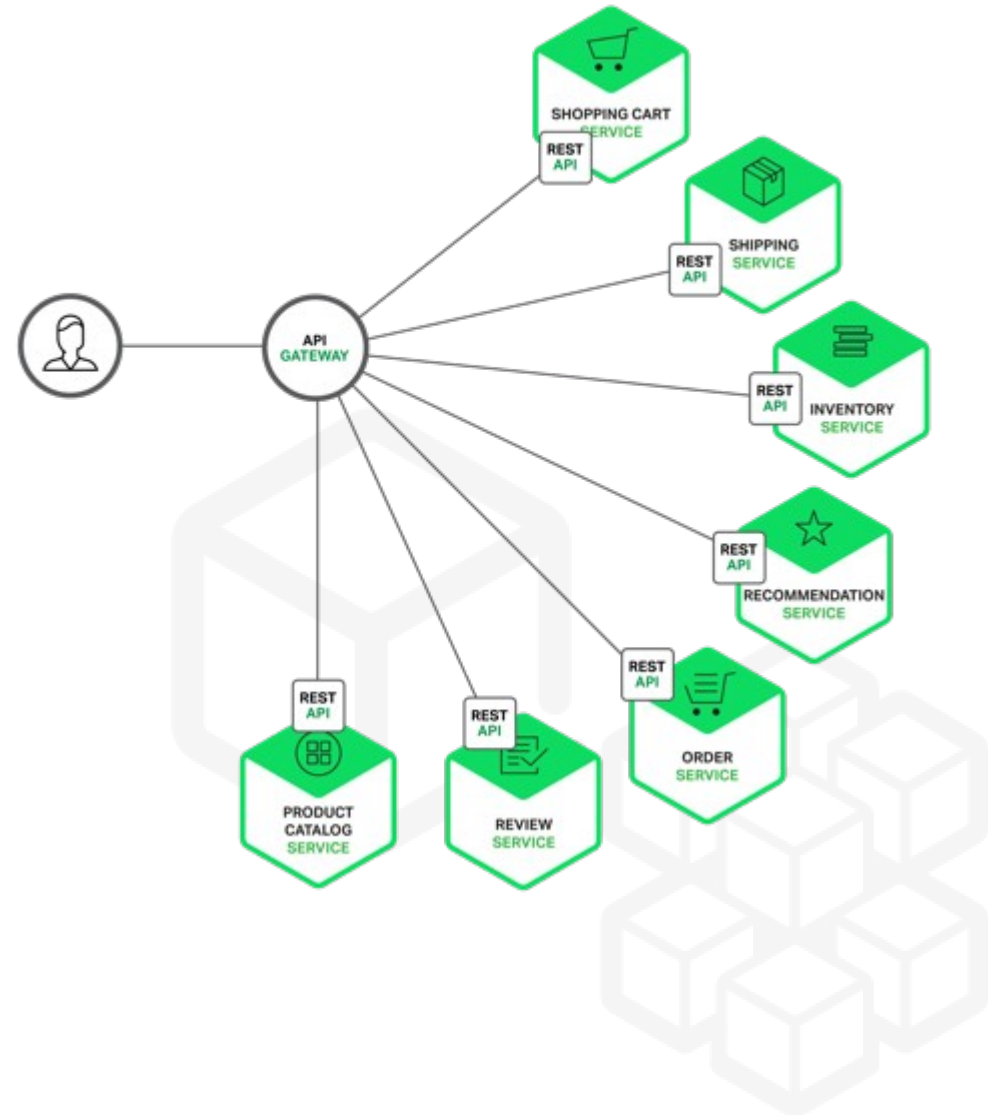 SHOPPING CART
SERVICE
REST
API
SHIPPING
SERVICE
REST
API
API
GATEWAY
INVENTORY
SERVICE
REST
API
RECOMMENDATION
SERVICE
REST
API
ORDER
SERVICE
REST
API
REVIEW
SERVICE
REST
API
PRODUCT
CATALOG
SERVICE
REST
API